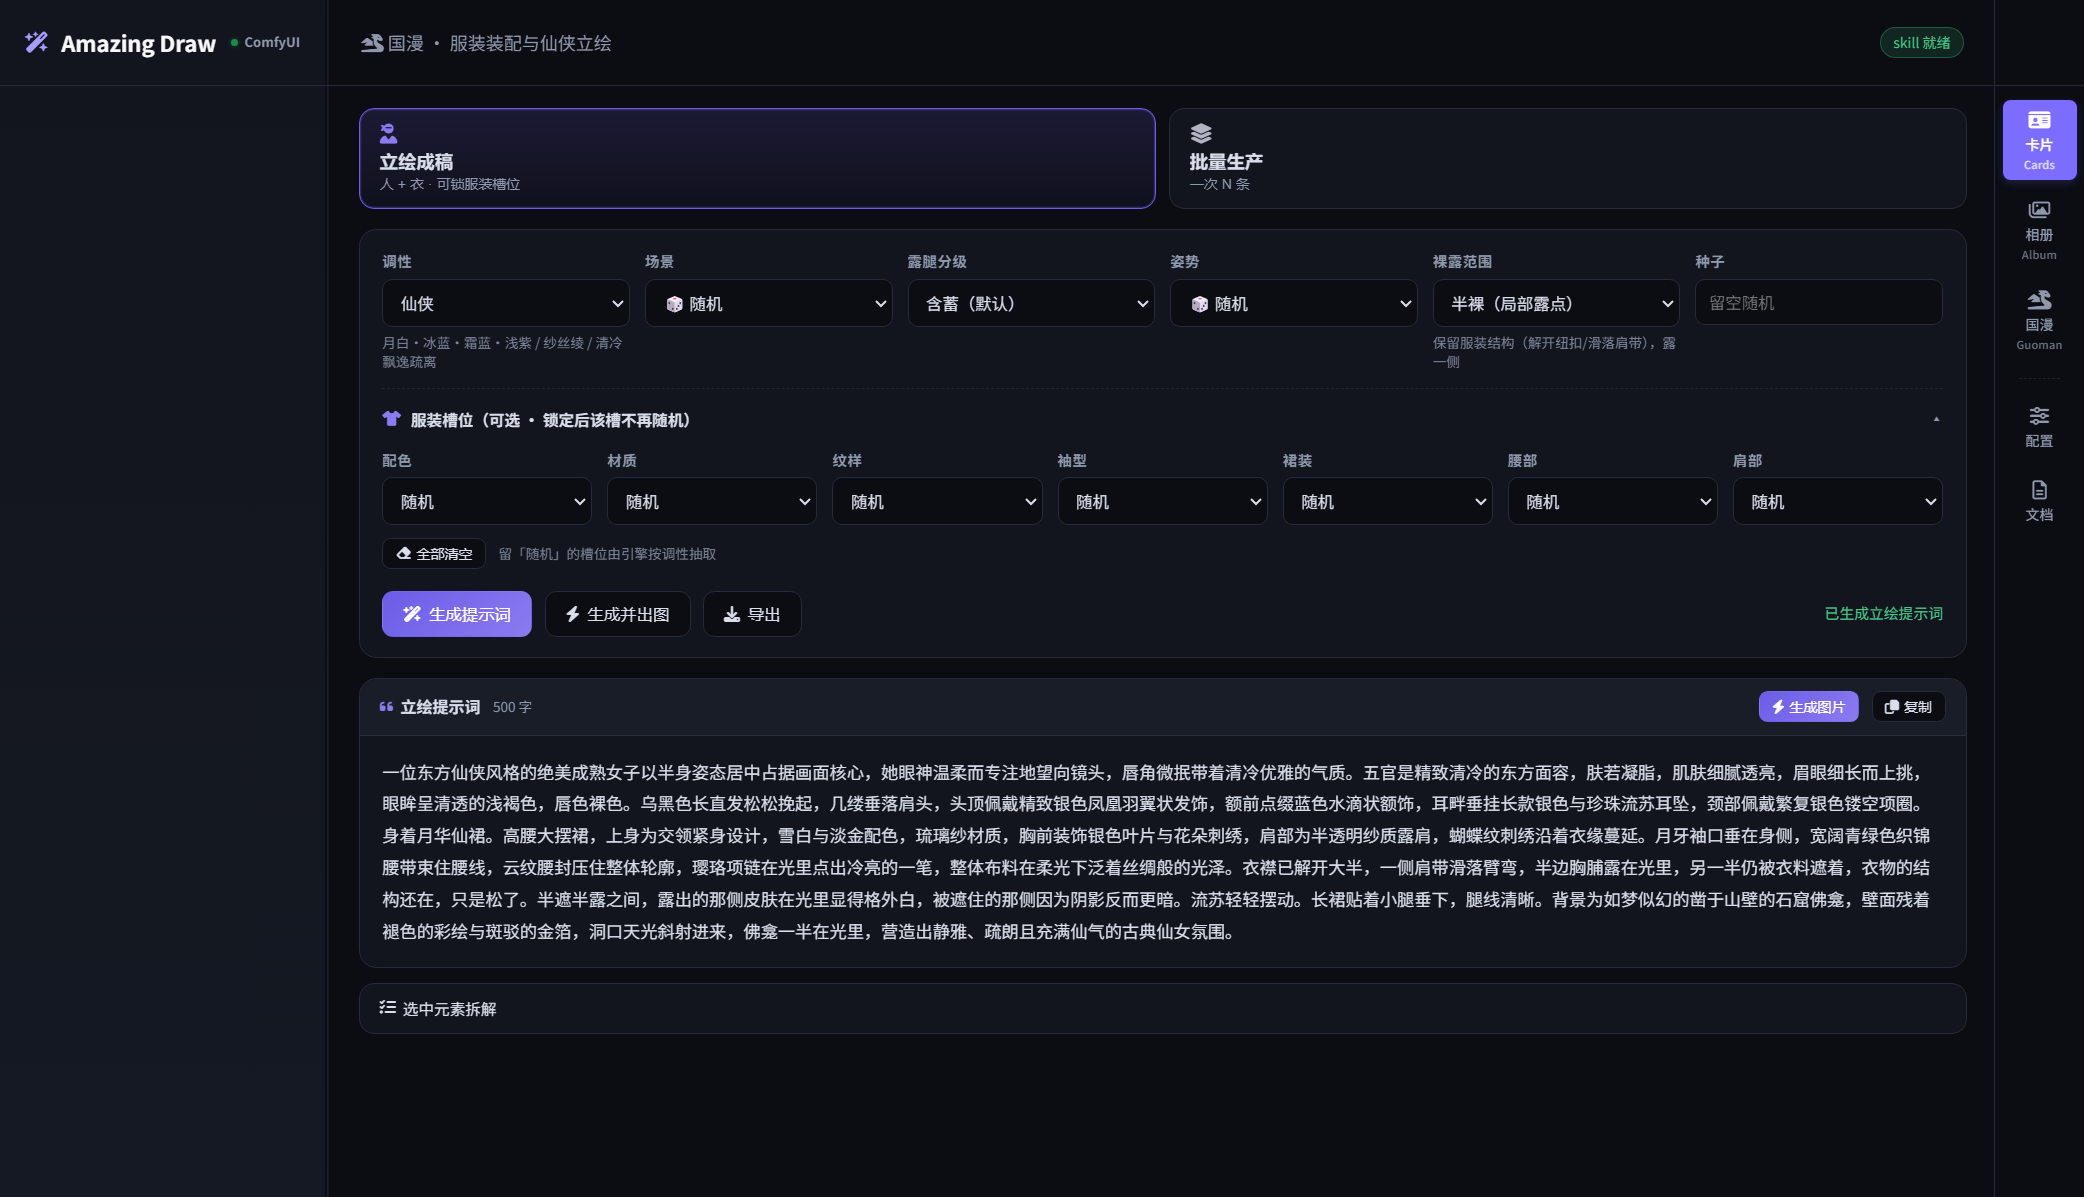 Amazing Draw
ComfyUI
国漫 · 服装装配与仙侠立绘
skill 就绪
立绘成稿
人 + 衣 · 可锁服装槽位
批量生产
一次 N 条
调性
场景
露腿分级
姿势
裸露范围
种子
仙侠
随机
含蓄（默认）
随机
半裸（局部露点）
留空随机
月白・冰蓝・霜蓝・浅紫 / 纱丝绫 / 清冷
飘逸疏离
保留服装结构（解开纽扣/滑落肩带），露
一侧
服装槽位（可选 · 锁定后该槽不再随机）
配色
材质
纹样
袖型
裙装
腰部
肩部
随机
随机
随机
随机
随机
随机
随机
全部清空
留「随机」的槽位由引擎按调性抽取
生成提示词
生成并出图
导出
已生成立绘提示词
立绘提示词
500 字
生成图片
复制
一位东方仙侠风格的绝美成熟女子以半身姿态居中占据画面核心，她眼神温柔而专注地望向镜头，唇角微抿带着清冷优雅的气质。五官是精致清冷的东方面容，肤若凝脂，肌肤细腻透亮，眉眼细长而上挑，
眼眸呈清透的浅褐色，唇色裸色。乌黑色长直发松松挽起，几缕垂落肩头，头顶佩戴精致银色凤凰羽翼状发饰，额前点缀蓝色水滴状额饰，耳畔垂挂长款银色与珍珠流苏耳坠，颈部佩戴繁复银色镂空项圈。
身着月华仙裙。高腰大摆裙，上身为交领紧身设计，雪白与淡金配色，琉璃纱材质，胸前装饰银色叶片与花朵刺绣，肩部为半透明纱质露肩，蝴蝶纹刺绣沿着衣缘蔓延。月牙袖口垂在身侧，宽阔青绿色织锦
腰带束住腰线，云纹腰封压住整体轮廓，璎珞项链在光里点出冷亮的一笔，整体布料在柔光下泛着丝绸般的光泽。衣襟已解开大半，一侧肩带滑落臂弯，半边胸脯露在光里，另一半仍被衣料遮着，衣物的结
构还在，只是松了。半遮半露之间，露出的那侧皮肤在光里显得格外白，被遮住的那侧因为阴影反而更暗。流苏轻轻摆动。长裙贴着小腿垂下，腿线清晰。背景为如梦似幻的凿于山壁的石窟佛龛，壁面残着
褪色的彩绘与斑驳的金箔，洞口天光斜射进来，佛龛一半在光里，营造出静雅、疏朗且充满仙气的古典仙女氛围。
选中元素拆解
卡片
Cards
相册
Album
国漫
Guoman
配置
文档